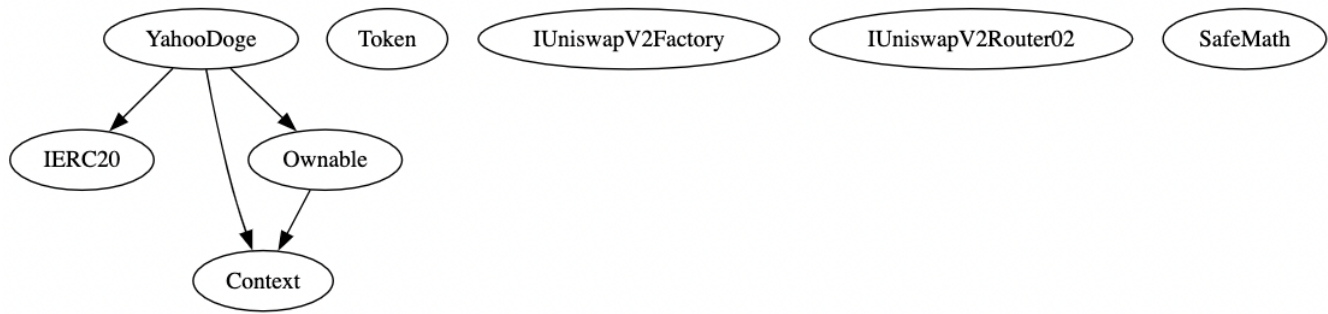 YahooDoge
Token
IUniswapV2Factory
IUniswapV2Router02
SafeMath
IERC20
Ownable
Context